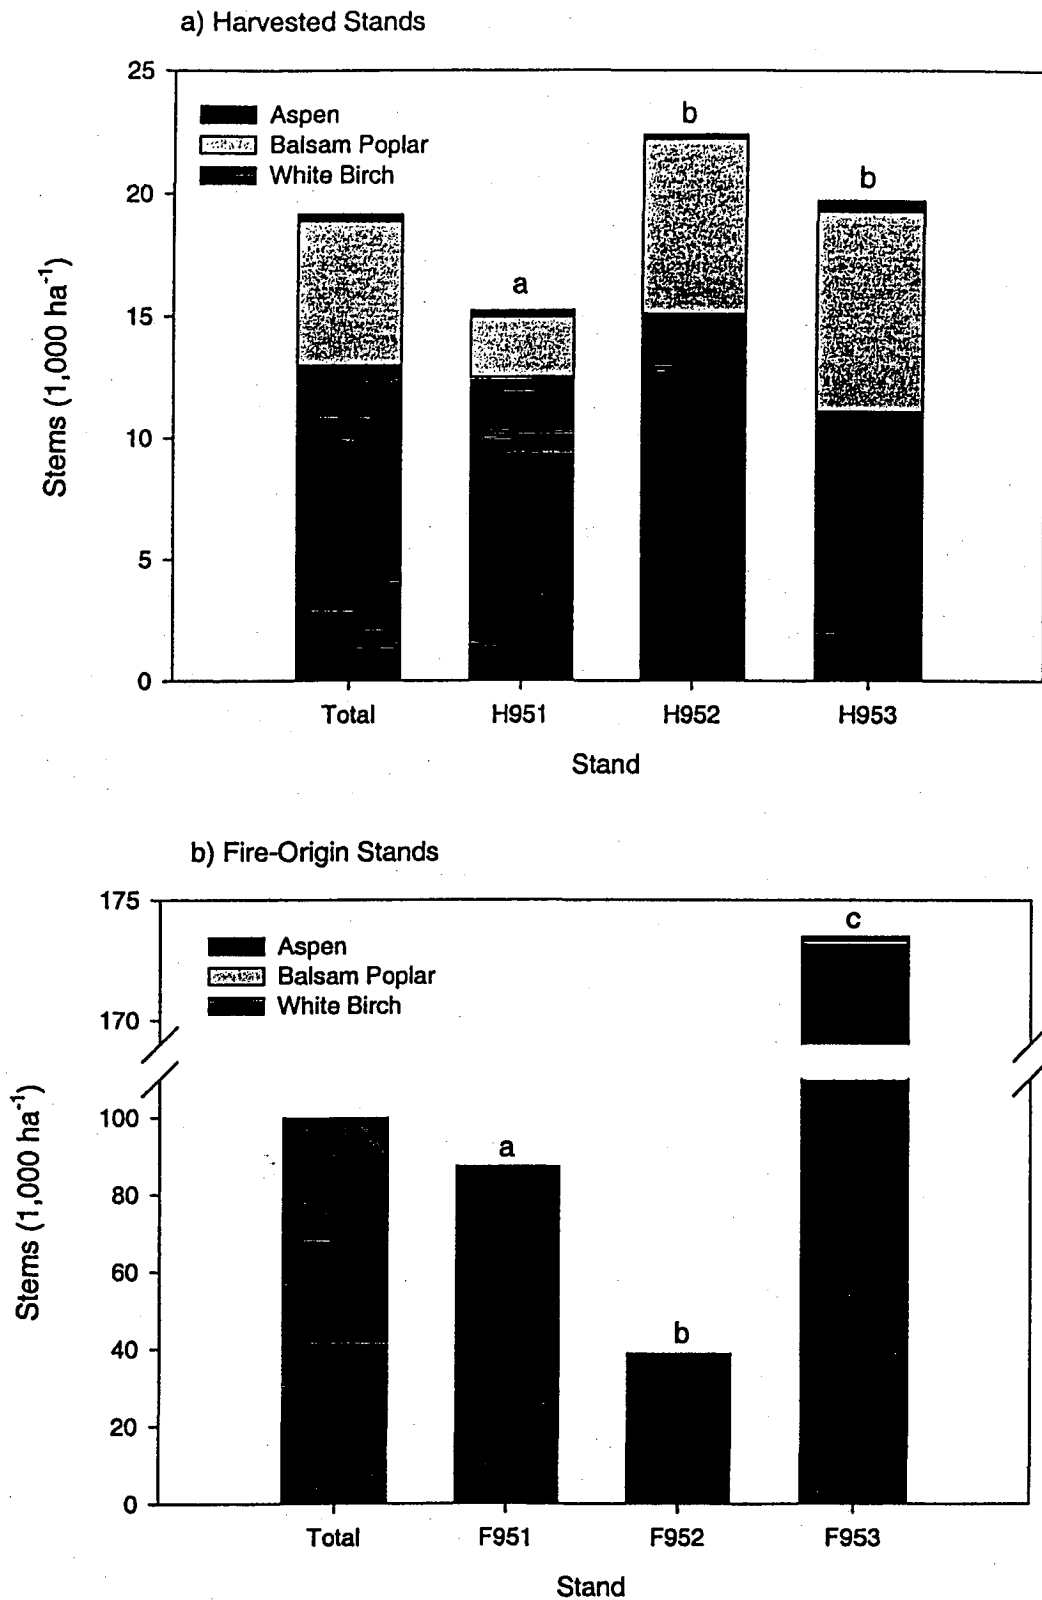 a) Harvested Stands
25
20
15
10
5
0
Stems (1,000 ha⁻¹)
Aspen
Balsam Poplar
White Birch
a
b
b
Total H951 H952 H953
Stand
b) Fire-Origin Stands
175
170
100
80
60
40
20
0
Stems (1,000 ha⁻¹)
Aspen
Balsam Poplar
White Birch
a
b
c
Total F951 F952 F953
Stand